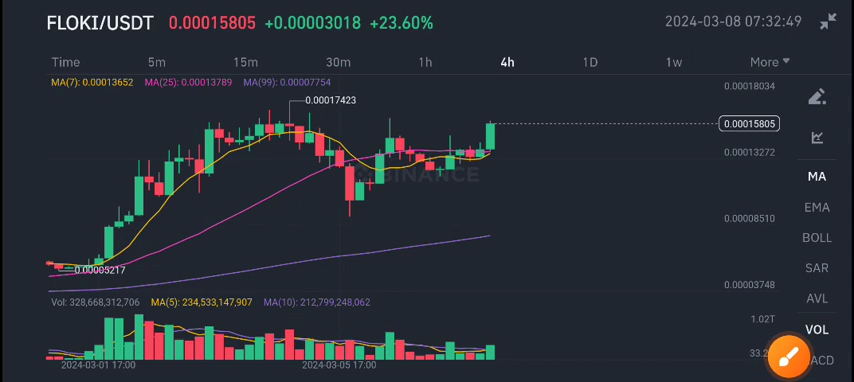 FLOKI/USDT 0.00015805 +0.00003018 +23.60% 2024-03-08 07:32:49
Time 5m 15m 30m 1h 4h 1D 1w More
MA(7): 0.00013652 MA(25): 0.00013789 MA(99): 0.00007754
0.00018034
0.00017423
0.00015805
0.00013272
BINANCE
MA
EMA
0.00008510
BOLL
SAR
0.00005217
0.00003748
AVL
Vol: 328,668,312,706 MA(5): 234,533,147,907 MA(10): 212,799,248,062
1.02T
VOL
33.2
ACD
2024-03-01 17:00 2024-03-05 17:00